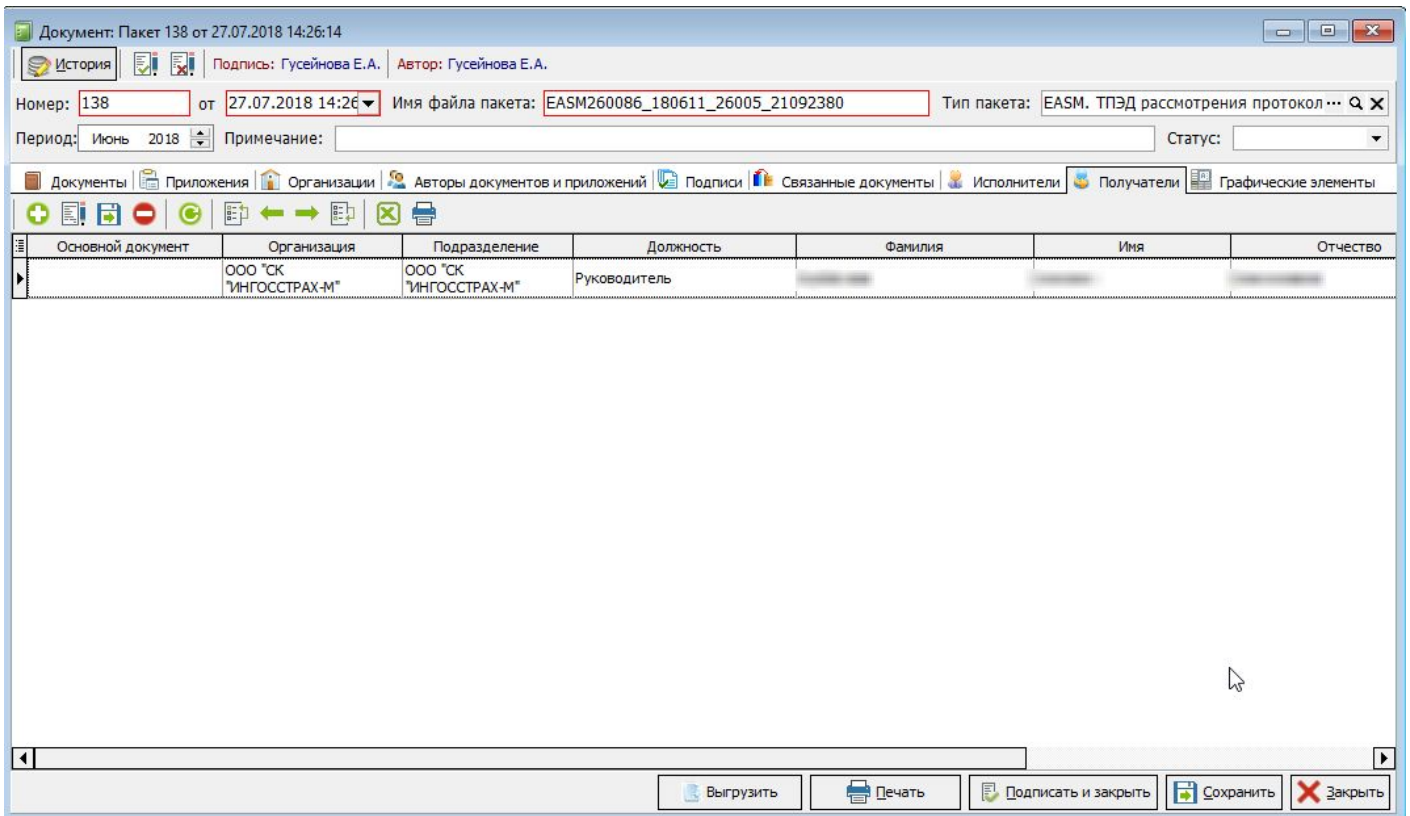 Документ: Пакет 138 от 27.07.2018 14:26:14
История Подпись: Гусейнова Е.А. Автор: Гусейнова Е.А.
Номер: 138 от 27.07.2018 14:26 Имя файла пакета: EASM260086_180611_26005_21092380 Тип пакета: EASM. ТПЭД рассмотрения протокол ...
Период: Июнь 2018 Примечание: Статус:
Документы Приложения Организации Авторы документов и приложений Подписи Связанные документы Исполнители Получатели Графические элементы
Основной документ Организация Подразделение Должность Фамилия Имя Отчество
ООО "СК "ИНГОССТРАХ-М" ООО "СК "ИНГОССТРАХ-М" Руководитель
Выгрузить Печать Подписать и закрыть Сохранить Закрыть